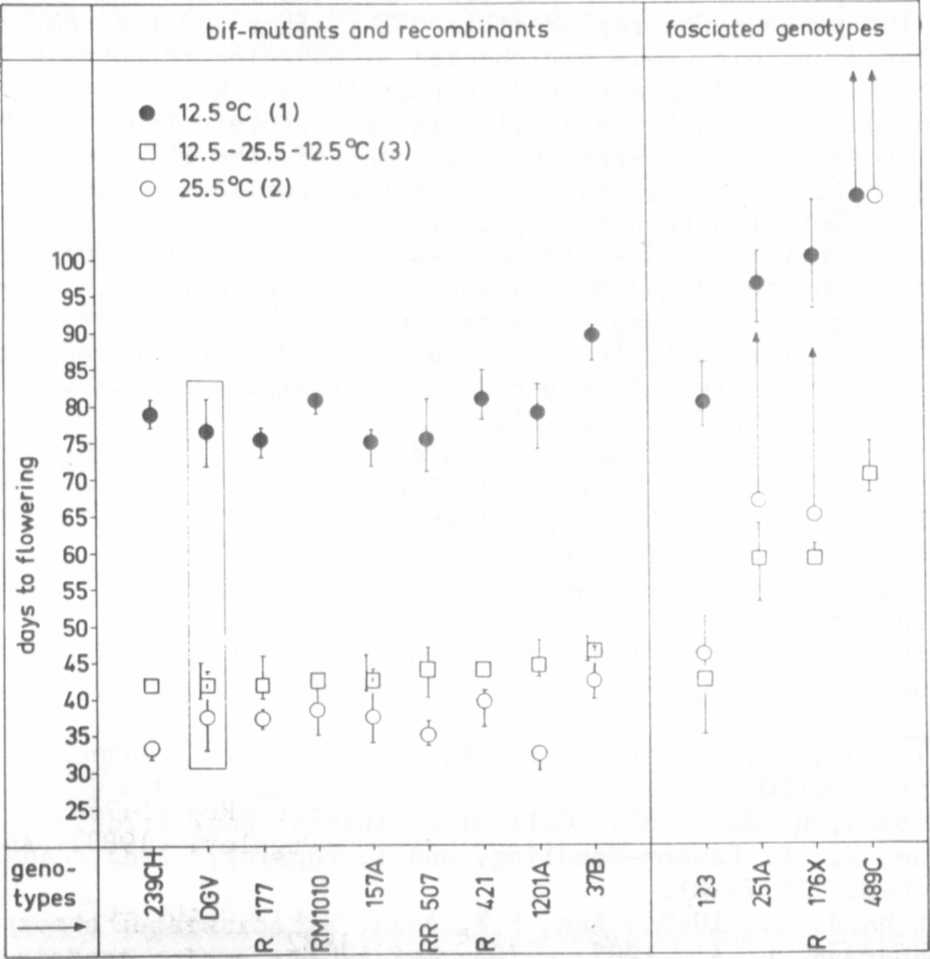 bif-mutants and recombinants
fasciated genotypes
12.5°C (1)
12.5-25.5-12.5°C (3)
25.5°C (2)
days to flowering
100
95
90
85
80
75
70
65
60
55
50
45
40
35
30
25
geno-
types
239CH
DGV
R 177
RM1010
157A
RR 507
R 421
1201A
37B
1223
251A
R 176X
489C